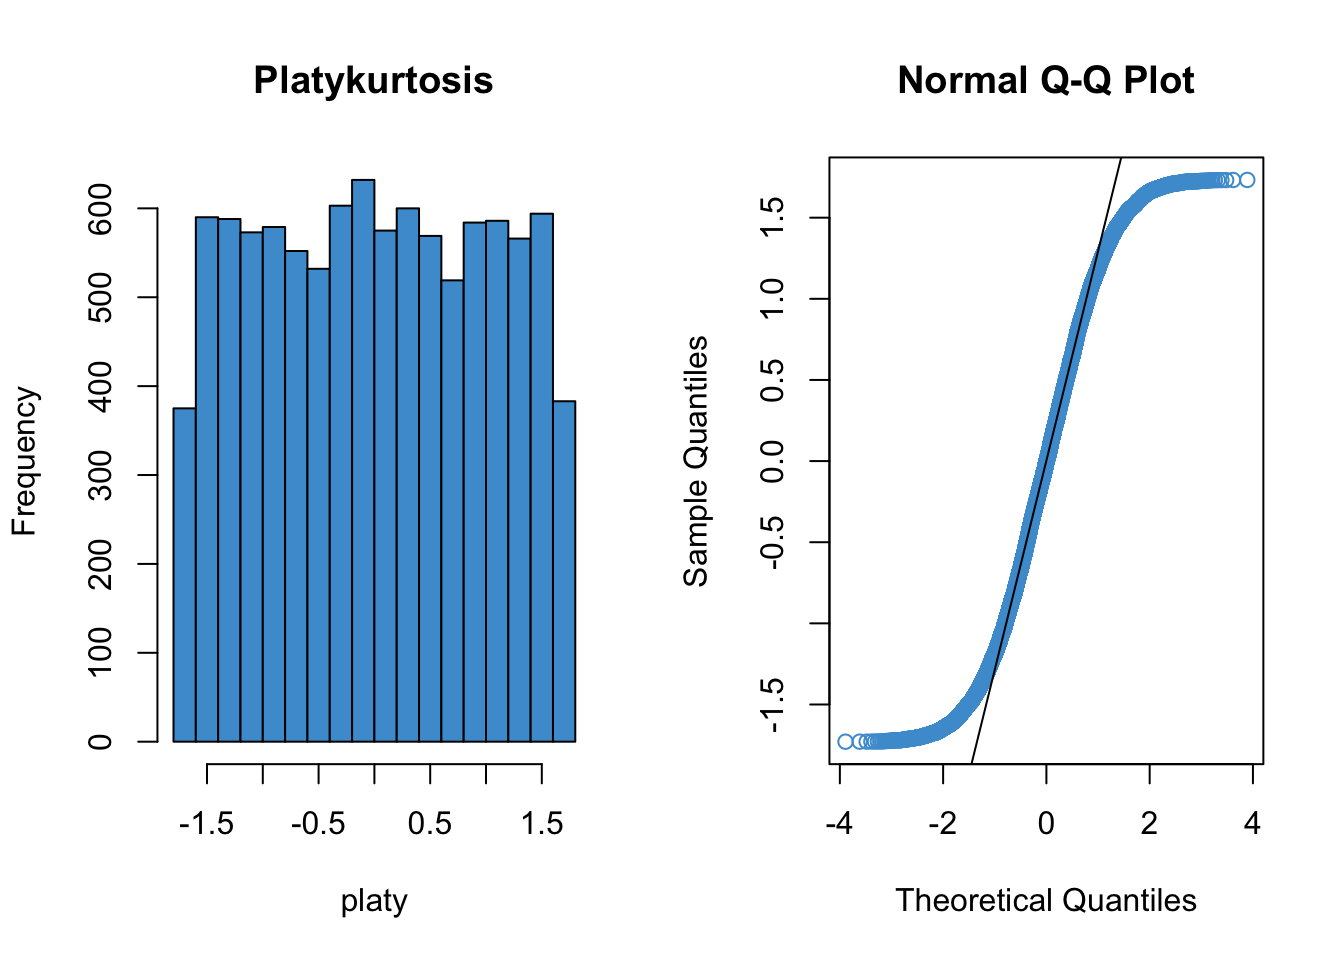 Platykurtosis
Frequency
600
500
400
300
200
100
0
-1.5 -0.5 0.5 1.5
platy
Normal Q-Q Plot
Sample Quantiles
1.5
1.0
0.5
0.0
-0.5
-1.5
-4 -2 0 2 4
Theoretical Quantiles